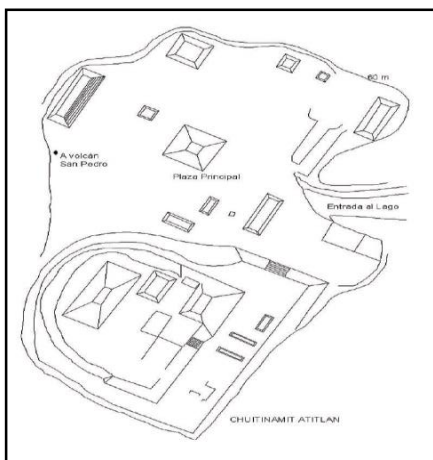 60 m
A volcán
San Pedro
Plaza Principal
Entrada al Lago
CHUITINAMIT ATITLAN